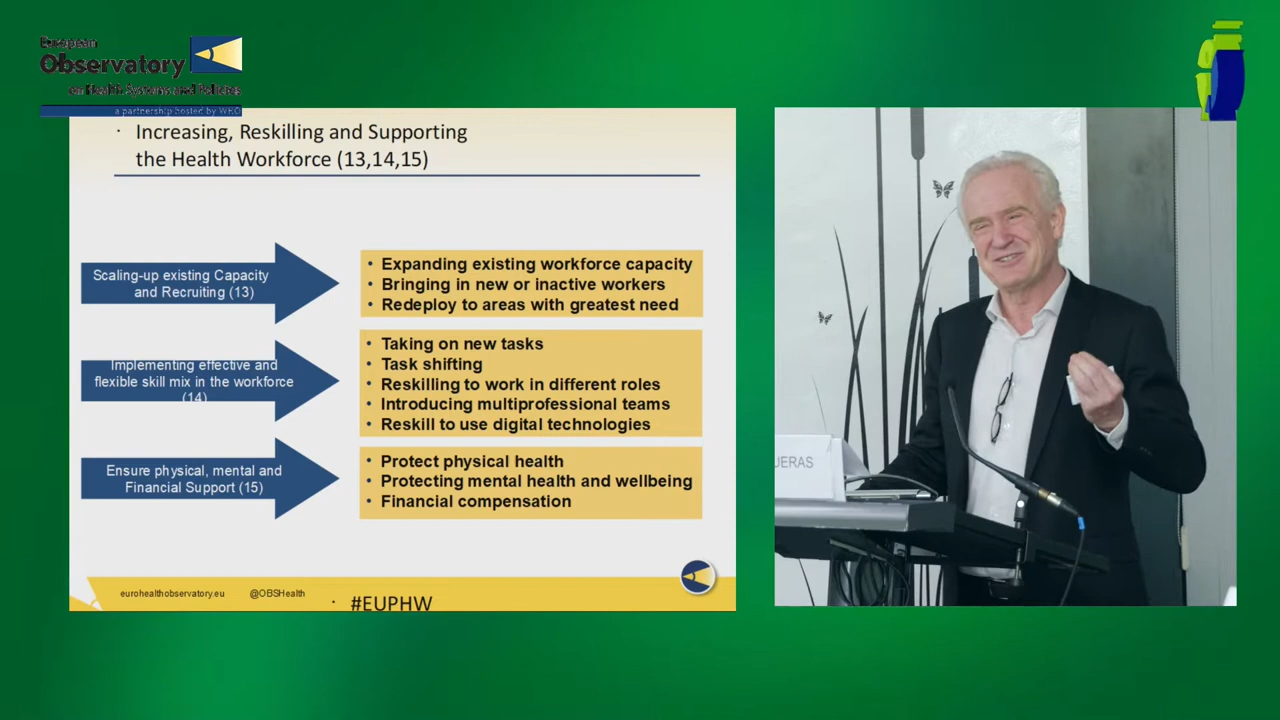 European
Observatory
on Health Systems and Policies
a partnership hosted by WHO
• Increasing, Reskilling and Supporting
the Health Workforce (13,14,15)
Scaling-up existing Capacity
and Recruiting (13)
• Expanding existing workforce capacity
• Bringing in new or inactive workers
• Redeploy to areas with greatest need
Implementing effective and
flexible skill mix in the workforce
(14)
• Taking on new tasks
• Task shifting
• Reskilling to work in different roles
• Introducing multiprofessional teams
• Reskill to use digital technologies
Ensure physical, mental and
Financial Support (15)
• Protect physical health
• Protecting mental health and wellbeing
• Financial compensation
eurohealthobservatory.eu @OBSHealth
• #EUPHW
UERAS